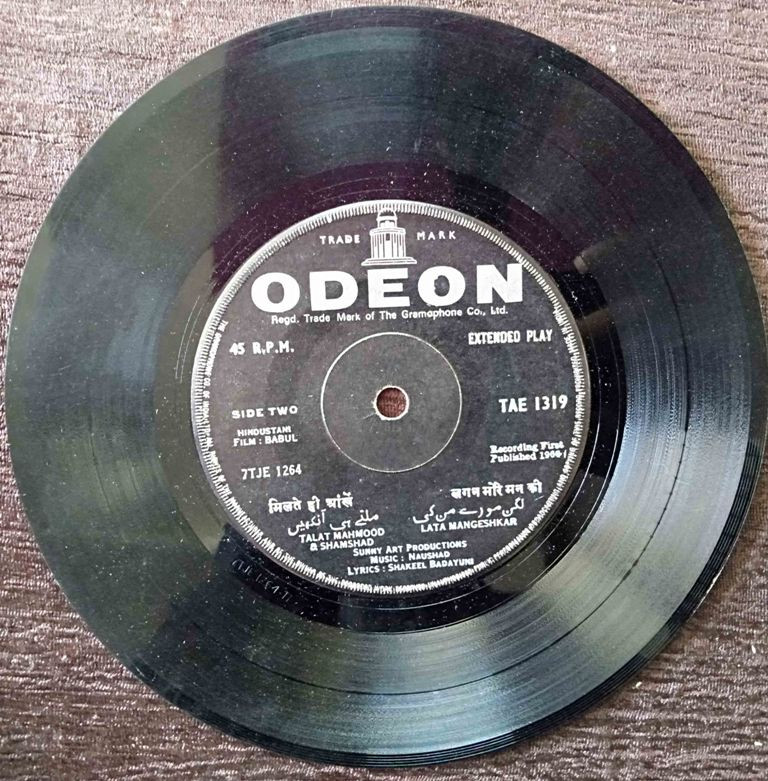 TRADE MARK
ODEON
Regd. Trade Mark of The Gramophone Co., Ltd.
45 R.P.M.
EXTENDED PLAY
SIDE TWO
TAE 1319
HINDUSTANI
FILM : BABUL
Recording First
Published
7TJE 1264
मिलते ही आंखें
लगन मोरे मन की
ملتے ہی آنکھیں
لگن مورے من کی
TALAT MAHMOOD
& SHAMSHAD
LATA MANGESHKAR
SUNNY ART PRODUCTIONS
MUSIC : NAUSHAD
LYRICS : SHAKEEL BADAYUNI